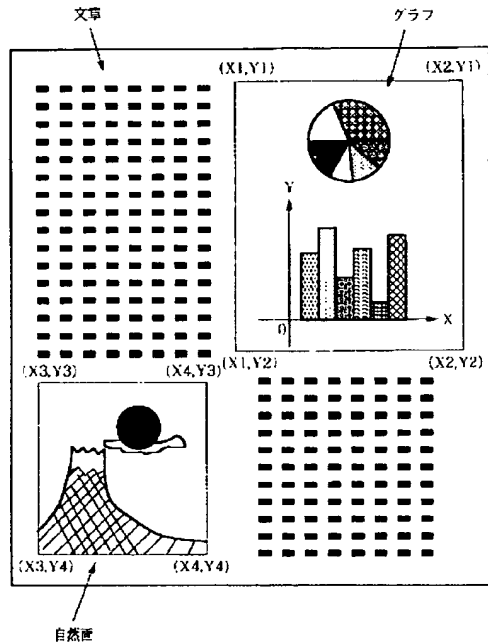 文章
グラフ
(X1,Y1)
(X2,Y1)
Y
0
X
(X1,Y2)
(X2,Y2)
(X3,Y3)
(X4,Y3)
(X3,Y4)
(X4,Y4)
自然画